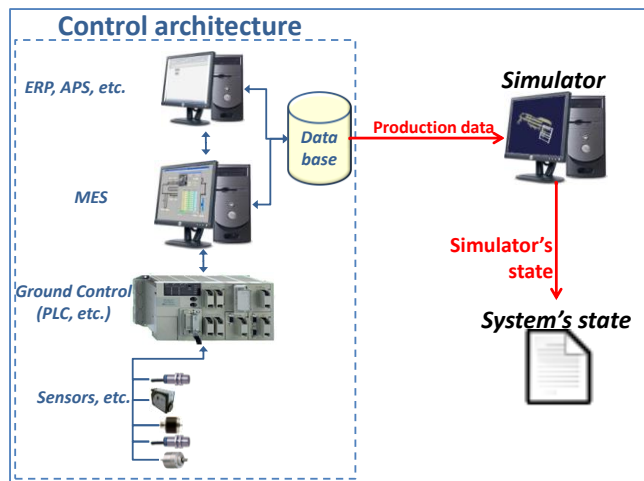 Control architecture
ERP, APS, etc.
Data
base
Production data
Simulator
MES
Simulator's
state
Ground Control
(PLC, etc.)
System's state
Sensors, etc.